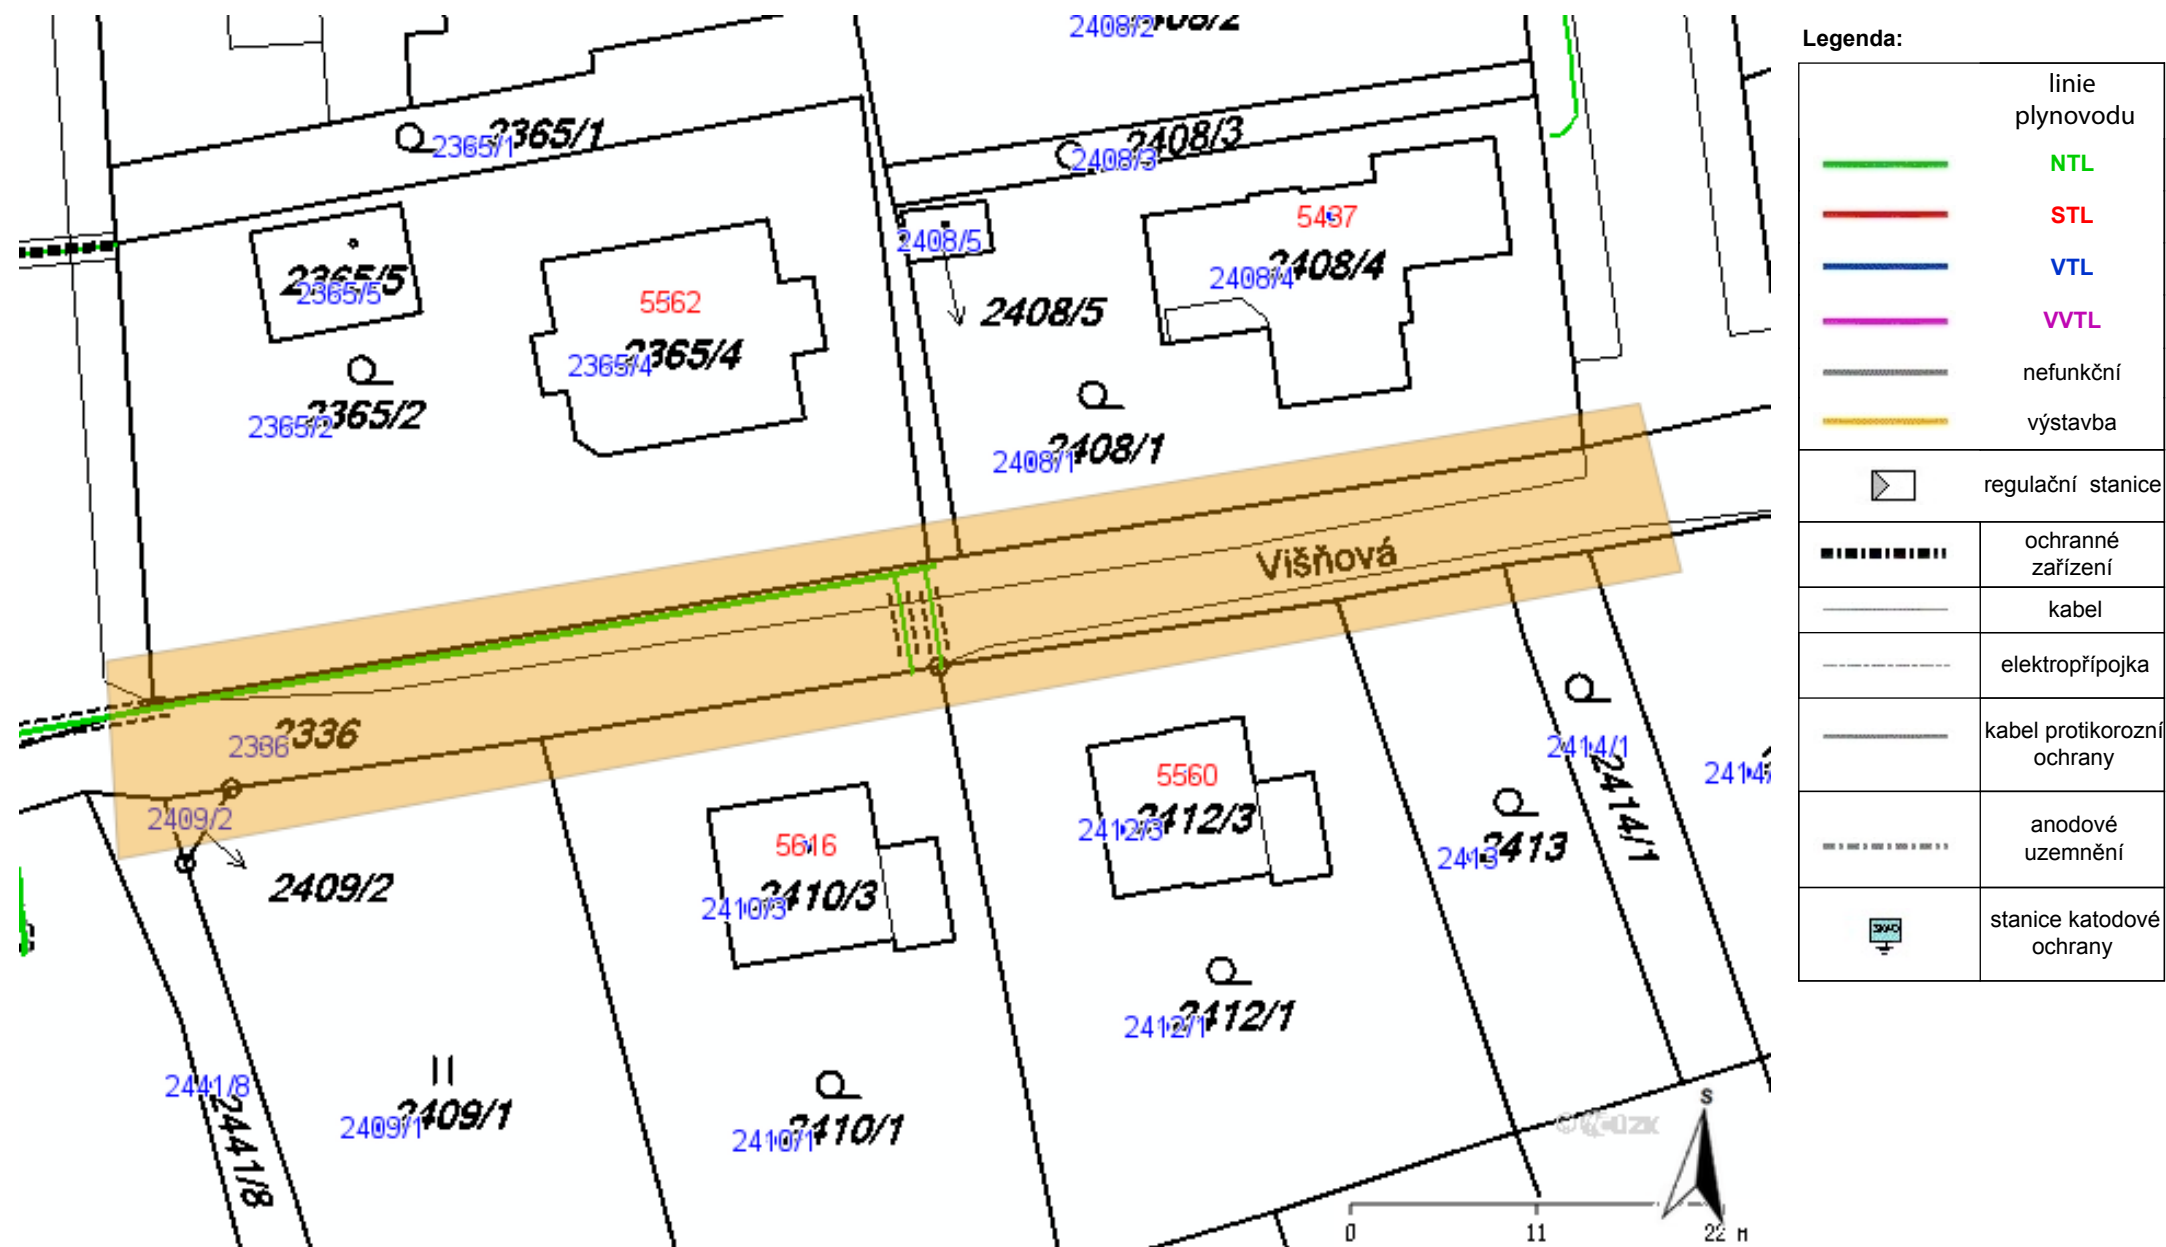 2408/2
2408/2
2365/1
2365/1
2408/3
2408/3
2365/5
2365/5
5562
2365/4
2365/4
2365/2
2365/2
2408/5
2408/5
5437
2408/4
2408/4
2408/1
2408/1
Višňová
2336
2336
2409/2
2409/2
5616
2410/3
2410/3
5560
2412/3
2412/3
2413
2413
2414/1
2414/1
2412/1
2412/1
2441/8
2441/8
2409/1
2409/1
2410/1
2410/1
S
0
11
22 M
Legenda:
linie
plynovodu
NTL
STL
VTL
VVTL
nefunkční
výstavba
regulační stanice
ochranné
zařízení
kabel
elektropřípojka
kabel protikorozní
ochrany
anodové
uzemnění
stanice katodové
ochrany